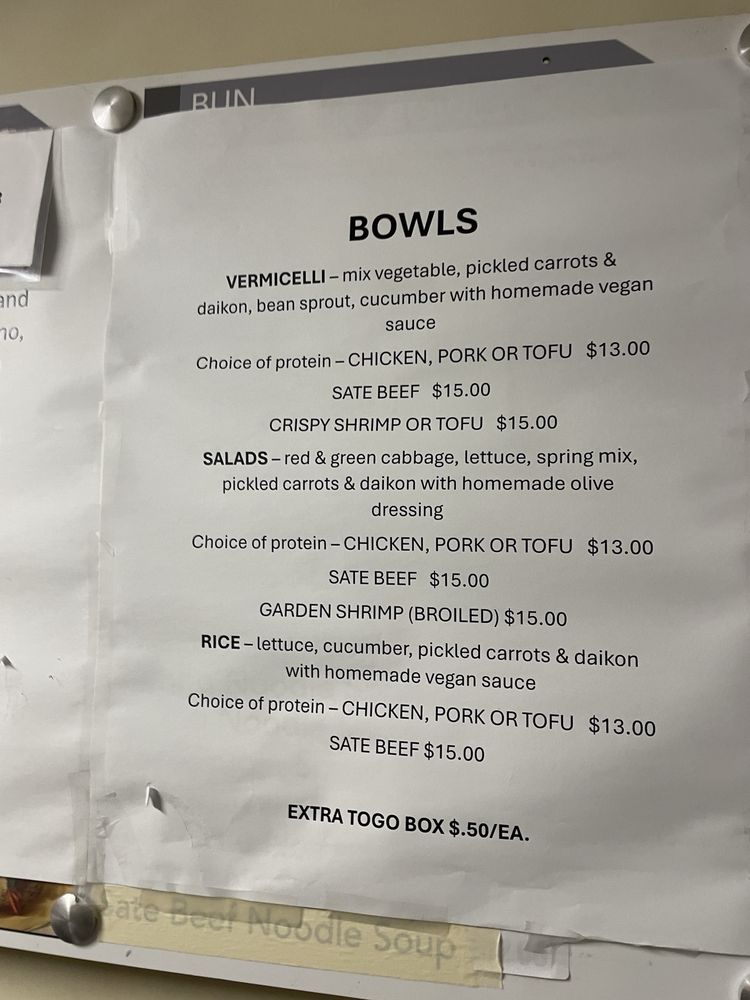 BUN
and
no,
BOWLS
VERMICELLI – mix vegetable, pickled carrots &
daikon, bean sprout, cucumber with homemade vegan
sauce
Choice of protein – CHICKEN, PORK OR TOFU $13.00
SATE BEEF $15.00
CRISPY SHRIMP OR TOFU $15.00
SALADS – red & green cabbage, lettuce, spring mix,
pickled carrots & daikon with homemade olive
dressing
Choice of protein – CHICKEN, PORK OR TOFU $13.00
SATE BEEF $15.00
GARDEN SHRIMP (BROILED) $15.00
RICE – lettuce, cucumber, pickled carrots & daikon
with homemade vegan sauce
Choice of protein – CHICKEN, PORK OR TOFU $13.00
SATE BEEF $15.00
EXTRA TOGO BOX $.50/EA.
Sate Beef Noodle Soup